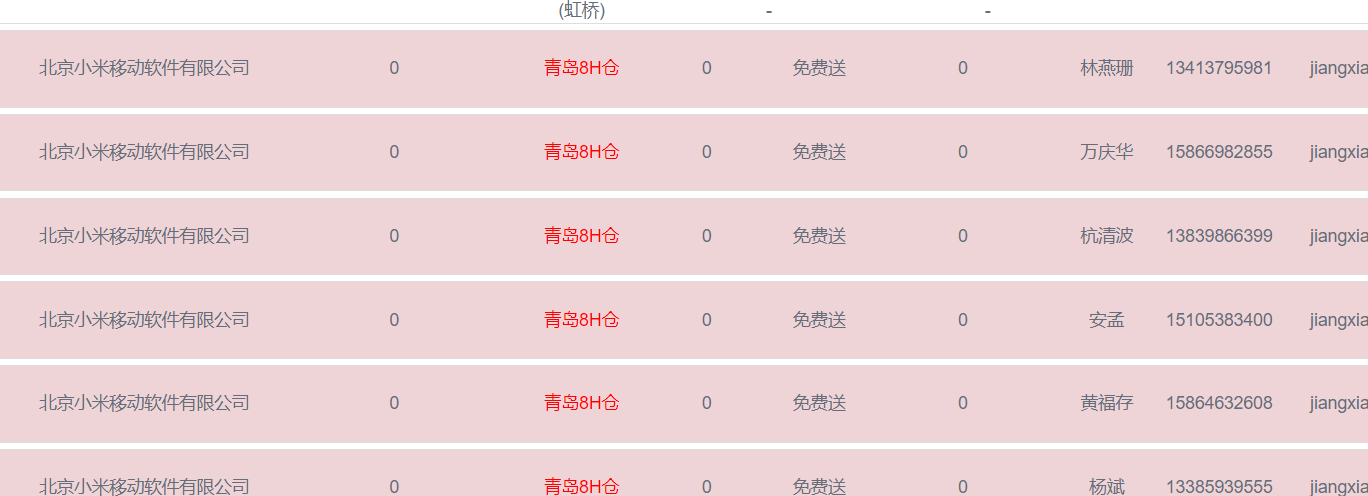 (虹桥) - -
北京小米移动软件有限公司 0 青岛8H仓 0 免费送 0 林燕珊 13413795981 jiangxia
北京小米移动软件有限公司 0 青岛8H仓 0 免费送 0 万庆华 15866982855 jiangxia
北京小米移动软件有限公司 0 青岛8H仓 0 免费送 0 杭清波 13839866399 jiangxia
北京小米移动软件有限公司 0 青岛8H仓 0 免费送 0 安孟 15105383400 jiangxia
北京小米移动软件有限公司 0 青岛8H仓 0 免费送 0 黄福存 15864632608 jiangxia
北京小米移动软件有限公司 0 青岛8H仓 0 免费送 0 杨斌 13385939555 jiangxia